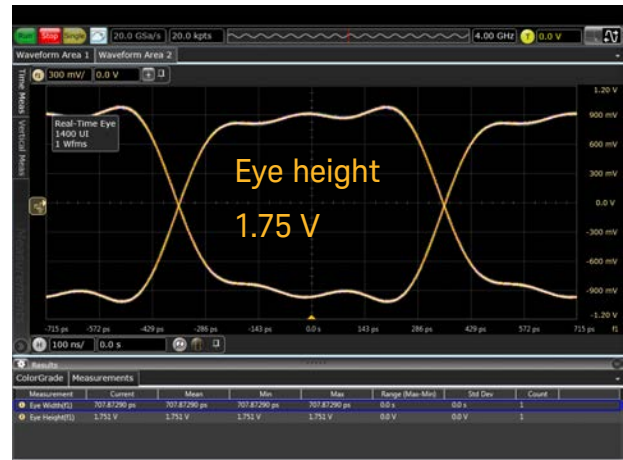 Run Stop Single 20.0 GSa/s 20.0 kpts 4.00 GHz T 0.0 V
Waveform Area 1 Waveform Area 2
f1 300 mV/ 0.0 V
Time Meas
Vertical Meas
Measurements
1.20 V
900 mV
600 mV
300 mV
0.0 V
-300 mV
-600 mV
-900 mV
-1.20 V
Real-Time Eye
1400 UI
1 Wfms
Eye height
1.75 V
-715 ps -572 ps -429 ps -286 ps -143 ps 0.0 s 143 ps 286 ps 429 ps 572 ps 715 ps f1
H 100 ns/ 0.0 s
Results
ColorGrade Measurements
Measurement Current Mean Min Max Range (Max-Min) Std Dev Count
Eye Width(f1) 707.87290 ps 707.87290 ps 707.87290 ps 707.87290 ps 0.0 s 0.0 s 1
Eye Height(f1) 1.751 V 1.751 V 1.751 V 1.751 V 0.0 V 0.0 V 1